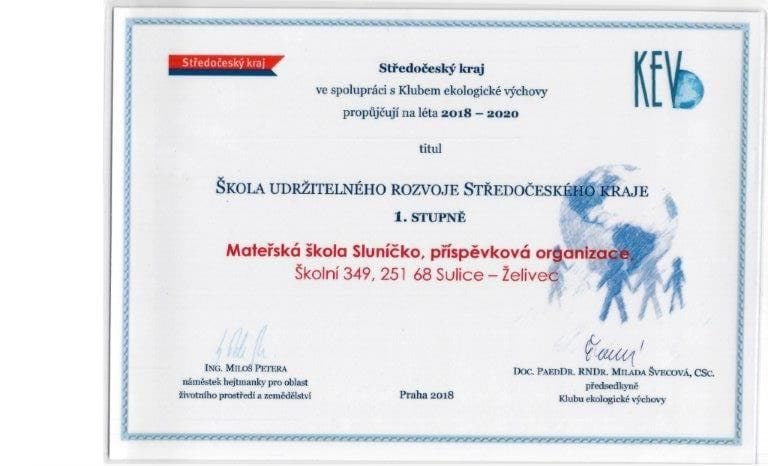 Středočeský kraj
KEV
Středočeský kraj
ve spolupráci s Klubem ekologické výchovy
propůjčují na léta 2018 – 2020
titul
ŠKOLA UDRŽITELNÉHO ROZVOJE STŘEDOČESKÉHO KRAJE
1. STUPNĚ
Mateřská škola Sluníčko, příspěvková organizace,
Školní 349, 251 68 Sulice – Želivec
ING. MILOŠ PETERA
náměstek hejtmanky pro oblast
životního prostředí a zemědělství
Praha 2018
DOC. PAEDDR. RNDR. MILADA ŠVECOVÁ, CSC.
předsedkyně
Klubu ekologické výchovy